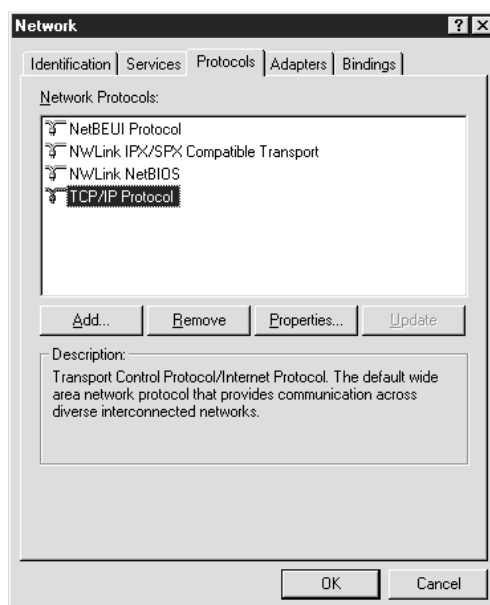 Network
Identification Services Protocols Adapters Bindings
Network Protocols:
NetBEUI Protocol
NWLink IPX/SPX Compatible Transport
NWLink NetBIOS
TCP/IP Protocol
Add... Remove Properties... Update
Description:
Transport Control Protocol/Internet Protocol. The default wide
area network protocol that provides communication across
diverse interconnected networks.
OK Cancel